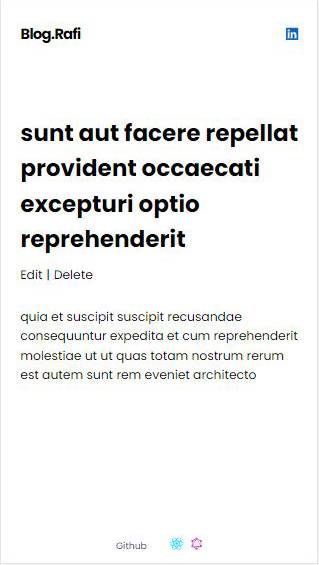 Blog.Rafi
in
sunt aut facere repellat
provident occaecati
excepturi optio
reprehenderit
Edit | Delete
quia et suscipit suscipit recusandae
consequuntur expedita et cum reprehenderit
molestiae ut ut quas totam nostrum rerum
est autem sunt rem eveniet architecto
Github